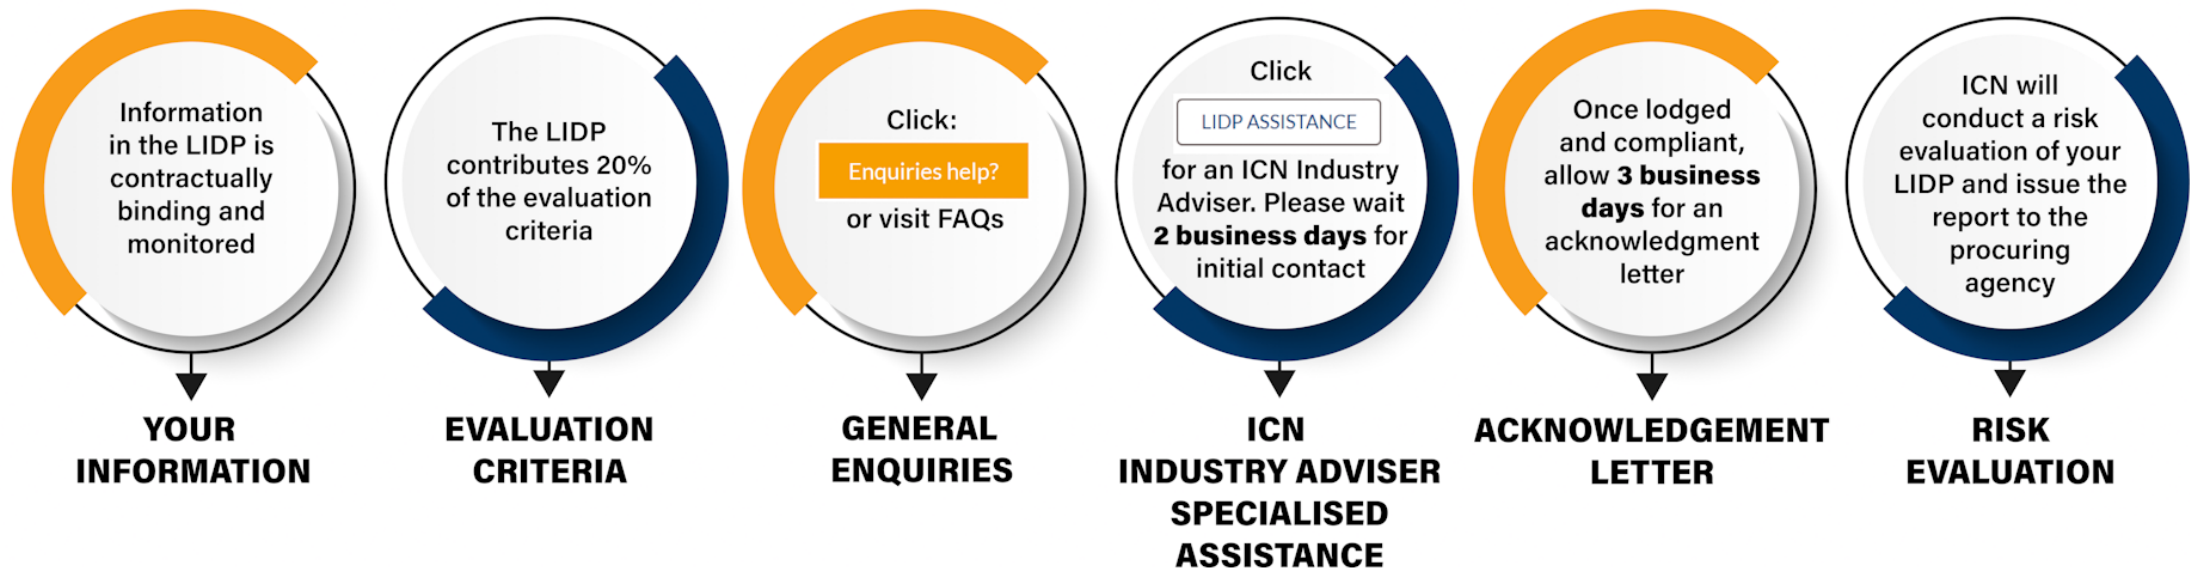 Information
in the LIDP is
contractually
binding and
monitored
YOUR
INFORMATION
The LIDP
contributes 20%
of the evaluation
criteria
EVALUATION
CRITERIA
Click:
Enquiries help?
or visit FAQs
GENERAL
ENQUIRIES
Click
LIDP ASSISTANCE
for an ICN Industry
Adviser. Please wait
2 business days for
initial contact
ICN
INDUSTRY ADVISER
SPECIALISED
ASSISTANCE
Once lodged
and compliant,
allow 3 business
days for an
acknowledgment
letter
ACKNOWLEDGEMENT
LETTER
ICN will
conduct a risk
evaluation of your
LIDP and issue the
report to the
procuring
agency
RISK
EVALUATION